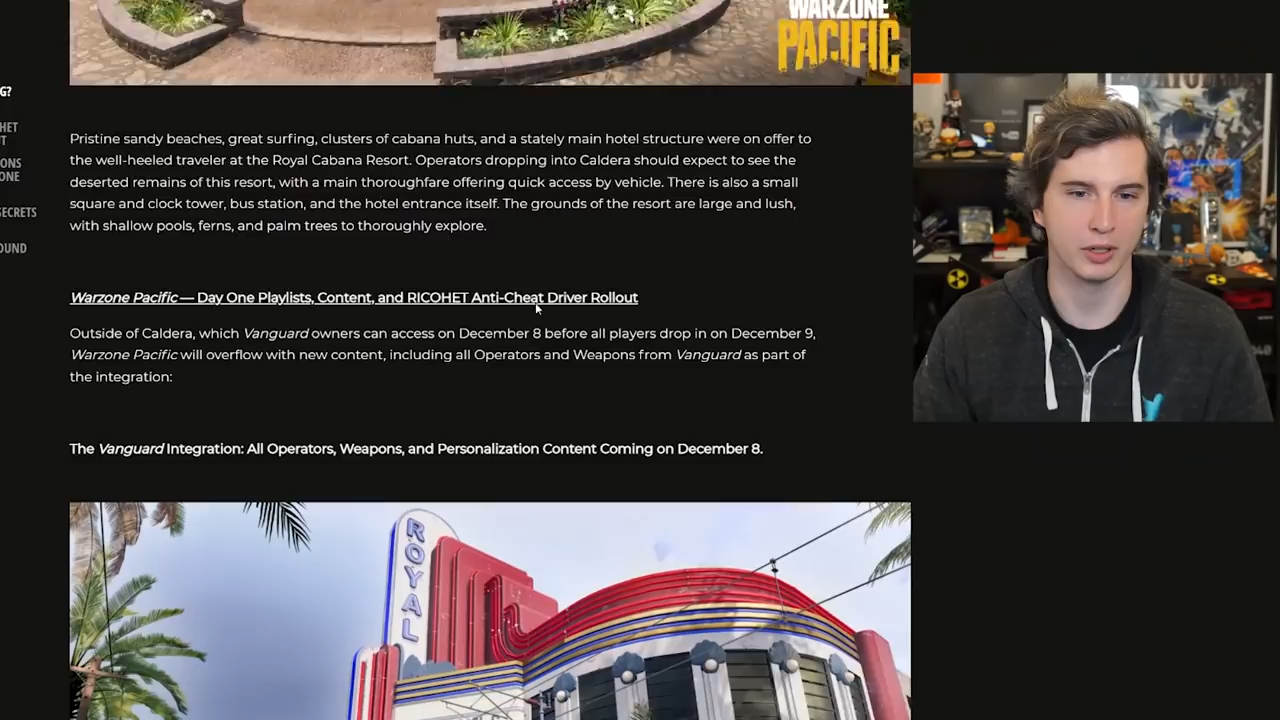 WARZONE
PACIFIC
G?
HET
T
ONS
ONE
SECRETS
OUND
Pristine sandy beaches, great surfing, clusters of cabana huts, and a stately main hotel structure were on offer to
the well-heeled traveler at the Royal Cabana Resort. Operators dropping into Caldera should expect to see the
deserted remains of this resort, with a main thoroughfare offering quick access by vehicle. There is also a small
square and clock tower, bus station, and the hotel entrance itself. The grounds of the resort are large and lush,
with shallow pools, ferns, and palm trees to thoroughly explore.
Warzone Pacific — Day One Playlists, Content, and RICOHET Anti-Cheat Driver Rollout
Outside of Caldera, which Vanguard owners can access on December 8 before all players drop in on December 9,
Warzone Pacific will overflow with new content, including all Operators and Weapons from Vanguard as part of
the integration:
The Vanguard Integration: All Operators, Weapons, and Personalization Content Coming on December 8.
ROYAL